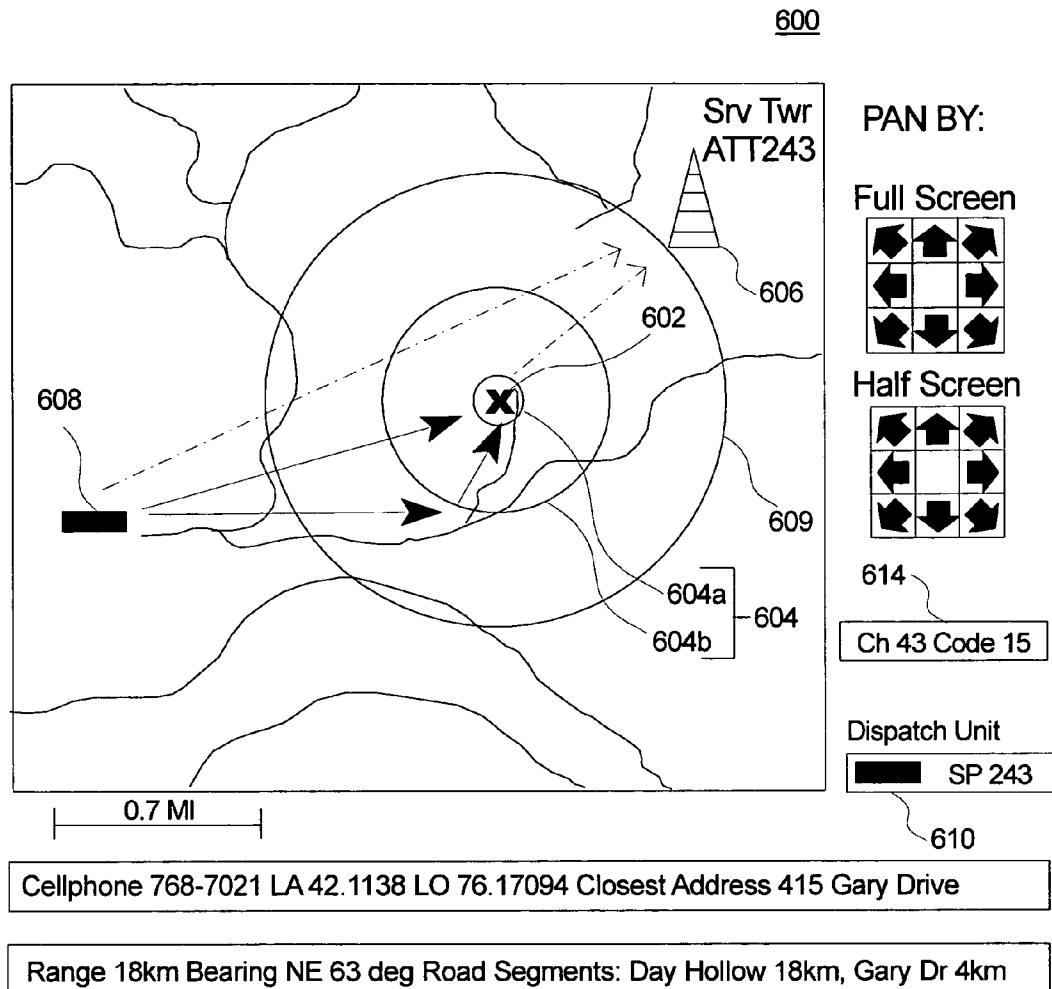 600
Srv Twr
ATT243
PAN BY:
Full Screen
606
602
Half Screen
608
X
609
614
604a
604
604b
Ch 43 Code 15
Dispatch Unit
SP 243
0.7 MI
610
Cellphone 768-7021 LA 42.1138 LO 76.17094 Closest Address 415 Gary Drive
Range 18km Bearing NE 63 deg Road Segments: Day Hollow 18km, Gary Dr 4km